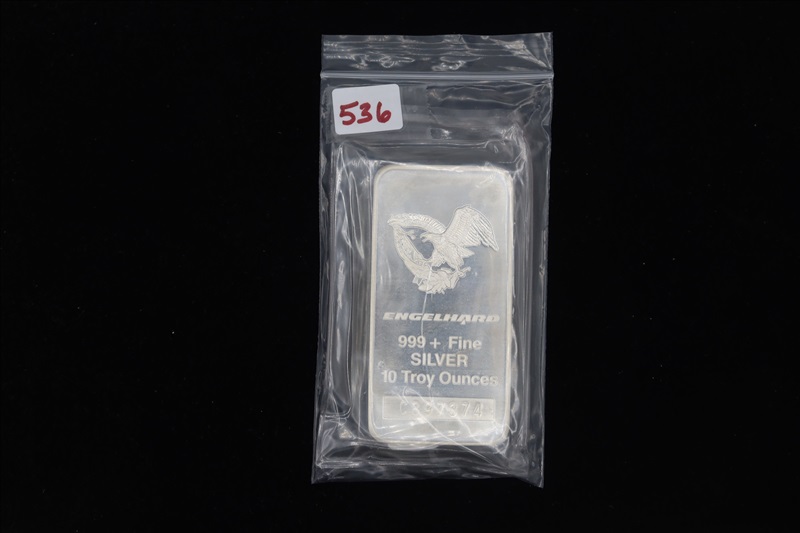 536
ENGELHARD
999 + Fine
SILVER
10 Troy Ounces